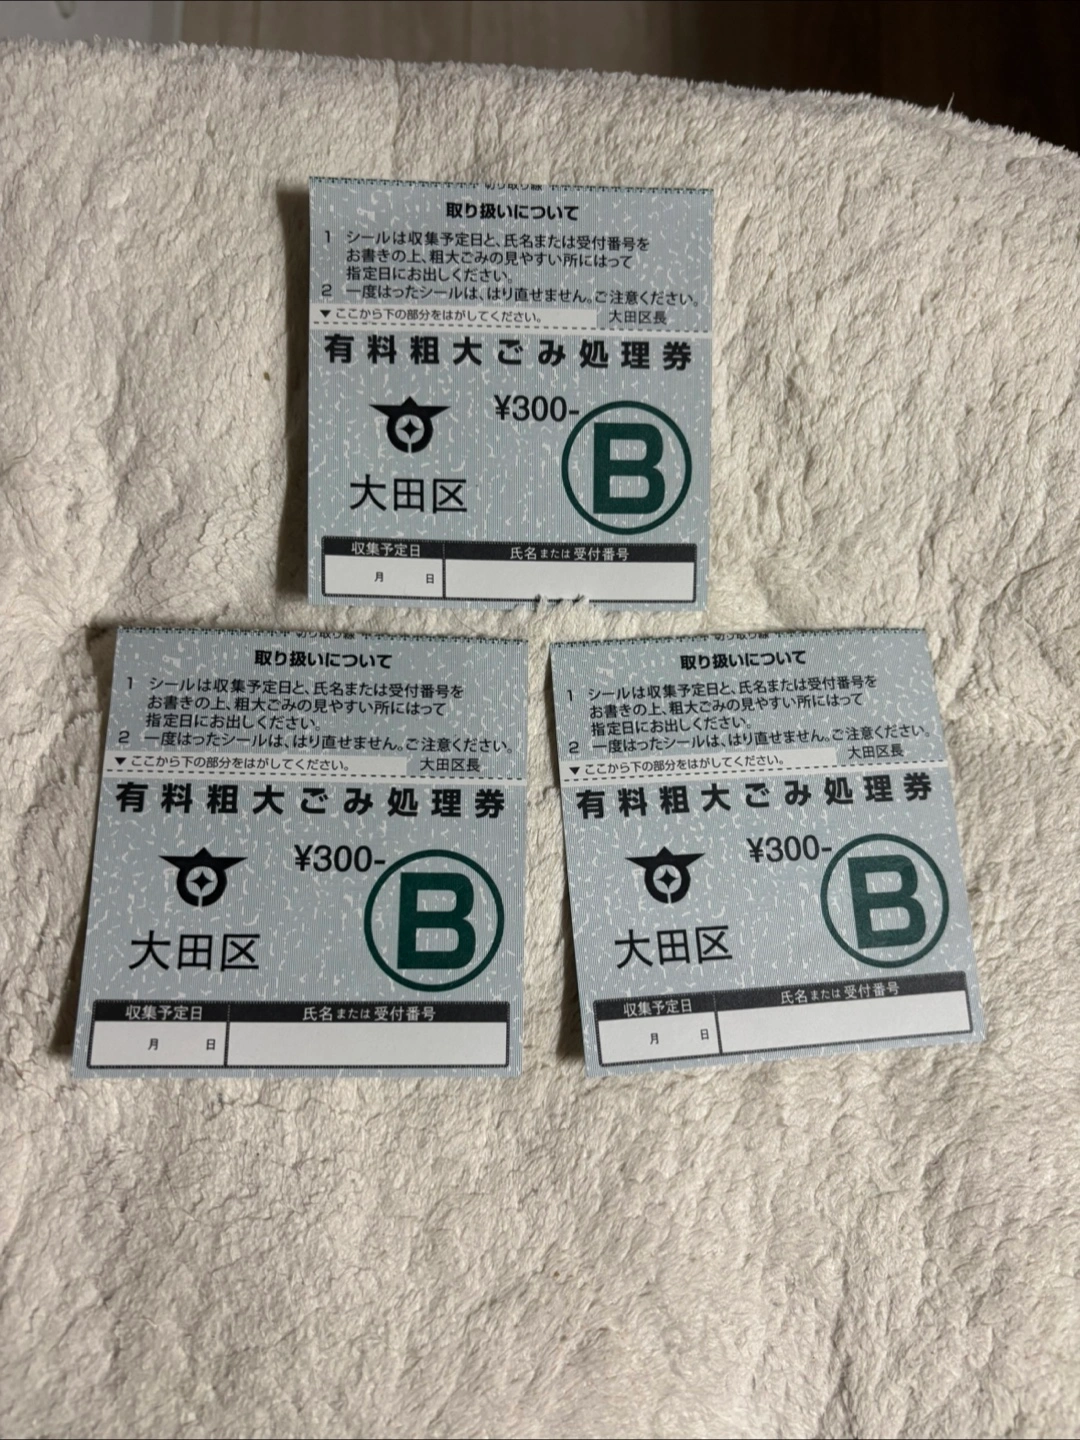 切り取り線
取り扱いについて
1 シールは収集予定日と、氏名または受付番号を
お書きの上、粗大ごみの見やすい所にはって
指定日にお出しください。
2 一度はったシールは、はり直せません。ご注意ください。
▼ここから下の部分をはがしてください。 大田区長
有料粗大ごみ処理券
¥300-
B
大田区
収集予定日 氏名または受付番号
月 日
切り取り線
取り扱いについて
1 シールは収集予定日と、氏名または受付番号を
お書きの上、粗大ごみの見やすい所にはって
指定日にお出しください。
2 一度はったシールは、はり直せません。ご注意ください。
▼ここから下の部分をはがしてください。 大田区長
有料粗大ごみ処理券
¥300-
B
大田区
収集予定日 氏名または受付番号
月 日
切り取り線
取り扱いについて
1 シールは収集予定日と、氏名または受付番号を
お書きの上、粗大ごみの見やすい所にはって
指定日にお出しください。
2 一度はったシールは、はり直せません。ご注意ください。
▼ここから下の部分をはがしてください。 大田区長
有料粗大ごみ処理券
¥300-
B
大田区
収集予定日 氏名または受付番号
月 日